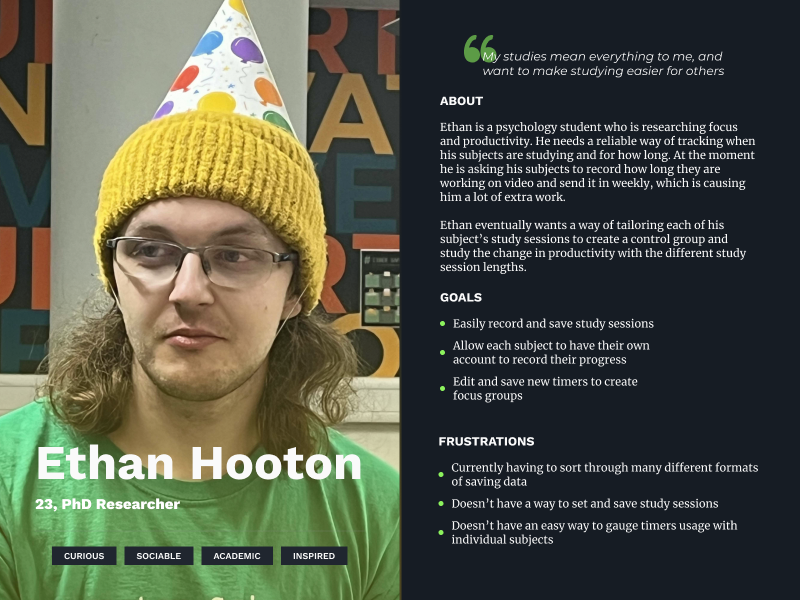 My studies mean everything to me, and
want to make studying easier for others
ABOUT
Ethan is a psychology student who is researching focus
and productivity. He needs a reliable way of tracking when
his subjects are studying and for how long. At the moment
he is asking his subjects to record how long they are
working on video and send it in weekly, which is causing
him a lot of extra work.
Ethan eventually wants a way of tailoring each of his
subject's study sessions to create a control group and
study the change in productivity with the different study
session lengths.
GOALS
Easily record and save study sessions
Allow each subject to have their own
account to record their progress
Edit and save new timers to create
focus groups
FRUSTRATIONS
Currently having to sort through many different formats
of saving data
Doesn't have a way to set and save study sessions
Doesn't have an easy way to gauge timers usage with
individual subjects
Ethan Hooton
23, PhD Researcher
CURIOUS
SOCIABLE
ACADEMIC
INSPIRED